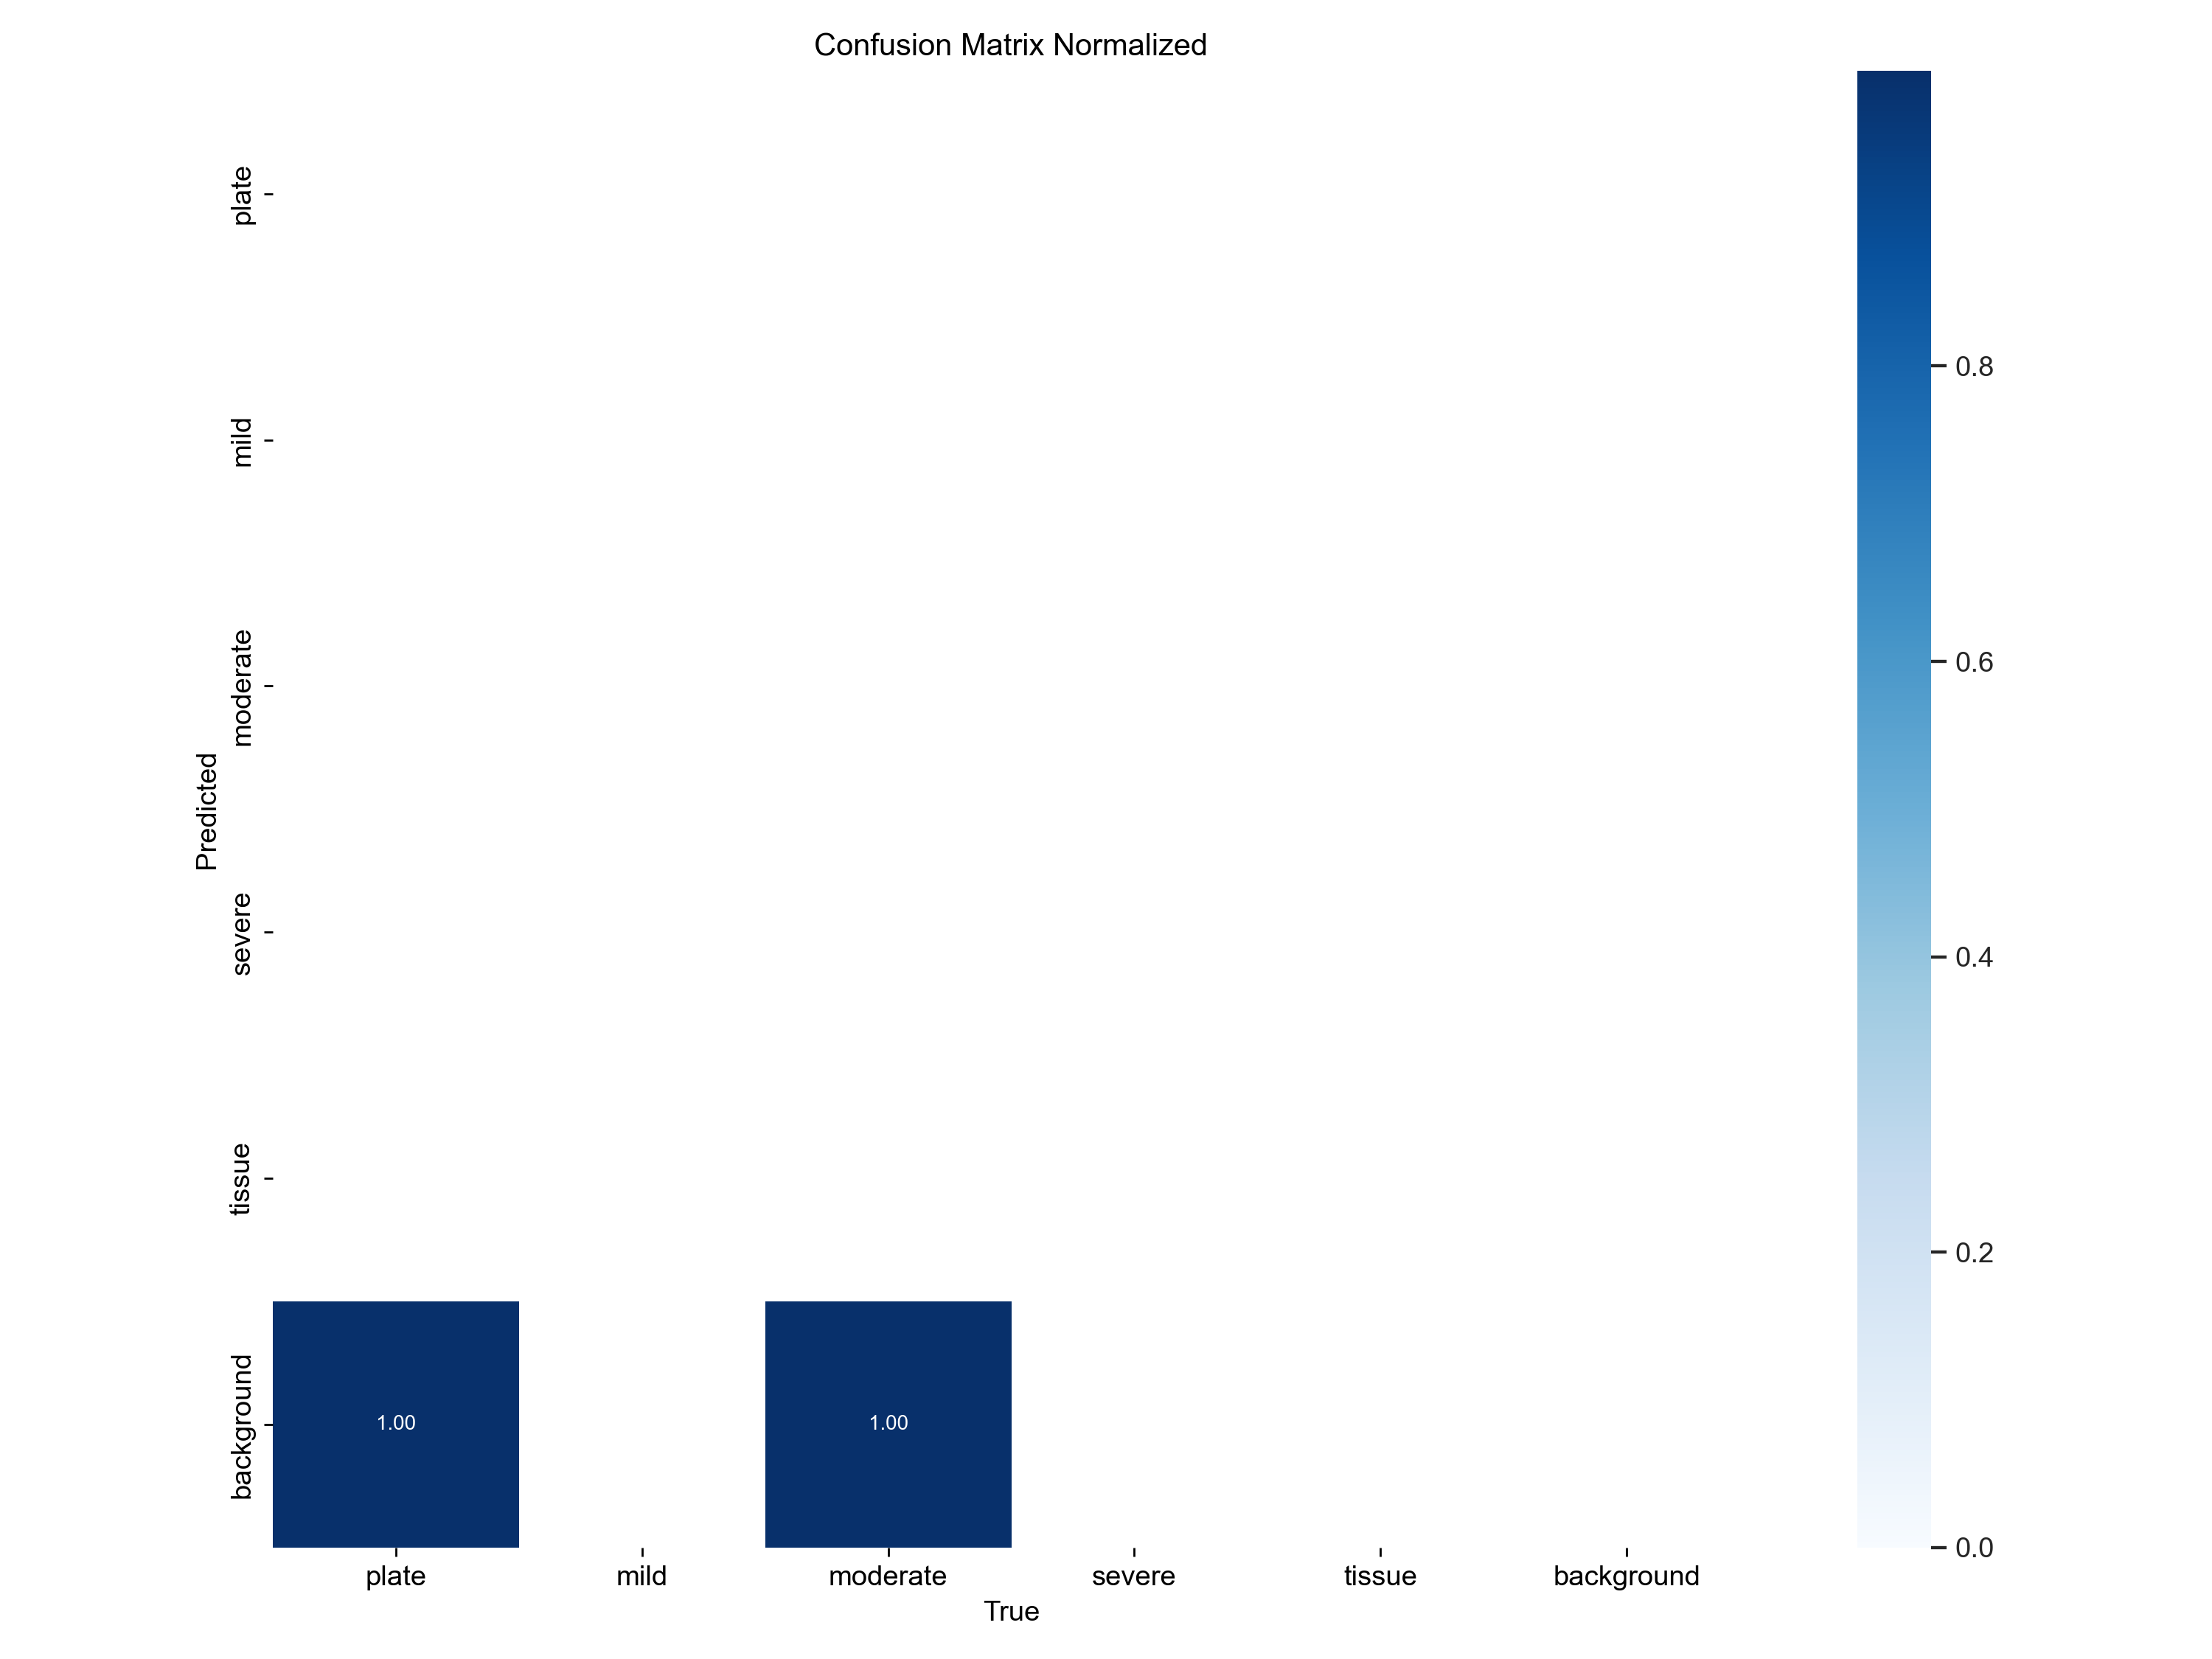 Confusion Matrix Normalized
Predicted
plate
mild
moderate
severe
tissue
background
1.00
1.00
plate
mild
moderate
severe
tissue
background
True
0.8
0.6
0.4
0.2
0.0